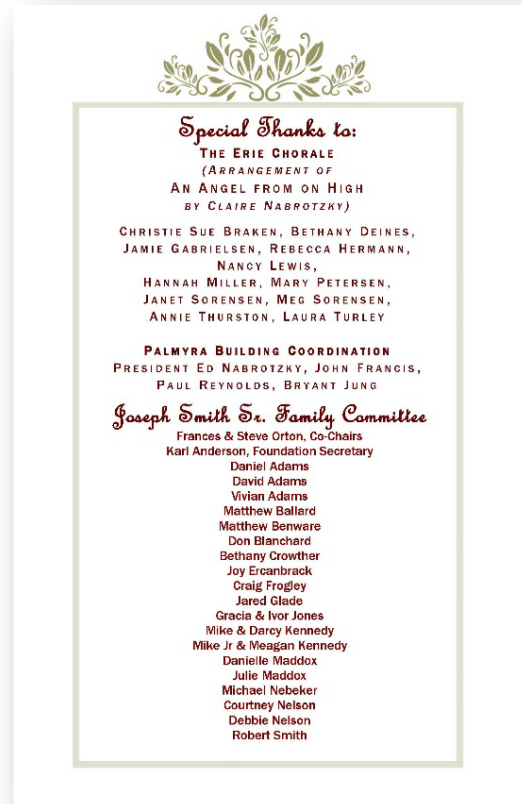 Special Thanks to:
THE ERIE CHORALE
(ARRANGEMENT OF
AN ANGEL FROM ON HIGH
BY CLAIRE NABROTZKY)
CHRISTIE SUE BRAKEN, BETHANY DEINES,
JAMIE GABRIELSEN, REBECCA HERMANN,
NANCY LEWIS,
HANNAH MILLER, MARY PETERSEN,
JANET SORENSEN, MEG SORENSEN,
ANNIE THURSTON, LAURA TURLEY
PALMYRA BUILDING COORDINATION
PRESIDENT ED NABROTZKY, JOHN FRANCIS,
PAUL REYNOLDS, BRYANT JUNG
Joseph Smith Sr. Family Committee
Frances & Steve Orton, Co-Chairs
Karl Anderson, Foundation Secretary
Daniel Adams
David Adams
Vivian Adams
Matthew Ballard
Matthew Benware
Don Blanchard
Bethany Crowther
Joy Ercanbrack
Craig Frogley
Jared Glade
Gracia & Ivor Jones
Mike & Darcy Kennedy
Mike Jr & Meagan Kennedy
Danielle Maddox
Julie Maddox
Michael Nebeker
Courtney Nelson
Debbie Nelson
Robert Smith